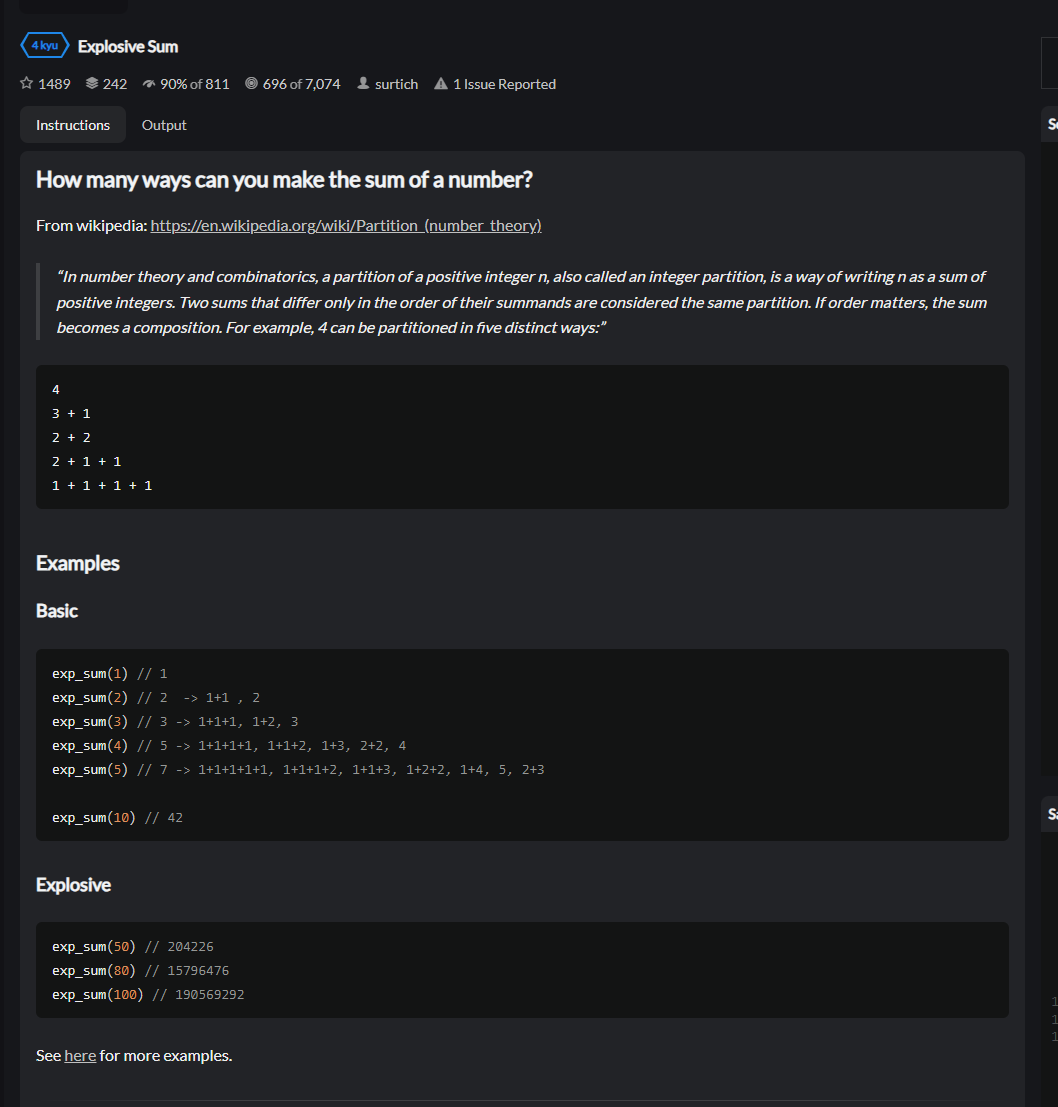 4 kyu Explosive Sum
1489 242 90% of 811 696 of 7,074 surtich 1 Issue Reported
Instructions Output
How many ways can you make the sum of a number?
From wikipedia: https://en.wikipedia.org/wiki/Partition_(number_theory)
“In number theory and combinatorics, a partition of a positive integer n, also called an integer partition, is a way of writing n as a sum of
positive integers. Two sums that differ only in the order of their summands are considered the same partition. If order matters, the sum
becomes a composition. For example, 4 can be partitioned in five distinct ways:”
4
3 + 1
2 + 2
2 + 1 + 1
1 + 1 + 1 + 1
Examples
Basic
exp_sum(1) // 1
exp_sum(2) // 2  -> 1+1 , 2
exp_sum(3) // 3 -> 1+1+1, 1+2, 3
exp_sum(4) // 5 -> 1+1+1+1, 1+1+2, 1+3, 2+2, 4
exp_sum(5) // 7 -> 1+1+1+1+1, 1+1+1+2, 1+1+3, 1+2+2, 1+4, 5, 2+3
exp_sum(10) // 42
Explosive
exp_sum(50) // 204226
exp_sum(80) // 15796476
exp_sum(100) // 190569292
See here for more examples.